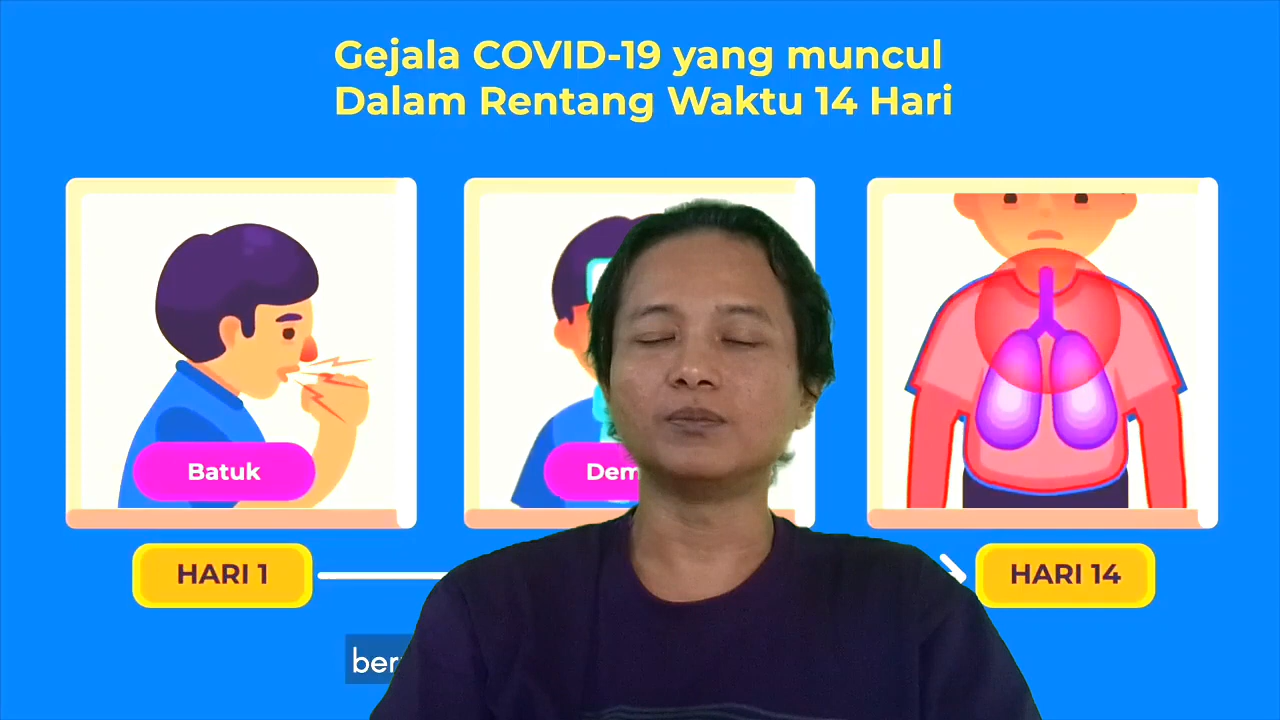 Gejala COVID-19 yang muncul
Dalam Rentang Waktu 14 Hari
Batuk
HARI 1
HARI 14